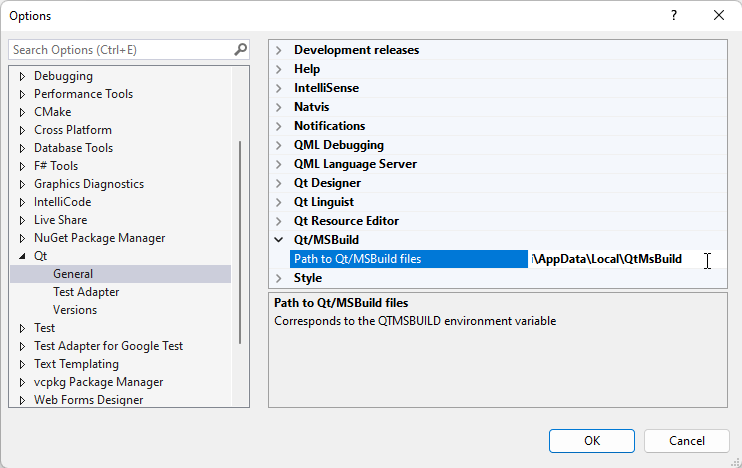 Options
Search Options (Ctrl+E)
Debugging
Performance Tools
CMake
Cross Platform
Database Tools
F# Tools
Graphics Diagnostics
IntelliCode
Live Share
NuGet Package Manager
Qt
General
Test Adapter
Versions
Test
Test Adapter for Google Test
Text Templating
vcpkg Package Manager
Web Forms Designer
Development releases
Help
IntelliSense
Natvis
Notifications
QML Debugging
QML Language Server
Qt Designer
Qt Linguist
Qt Resource Editor
Qt/MSBuild
Path to Qt/MSBuild files \AppData\Local\QtMsBuild
Style
Path to Qt/MSBuild files
Corresponds to the QTMSBUILD environment variable
OK Cancel